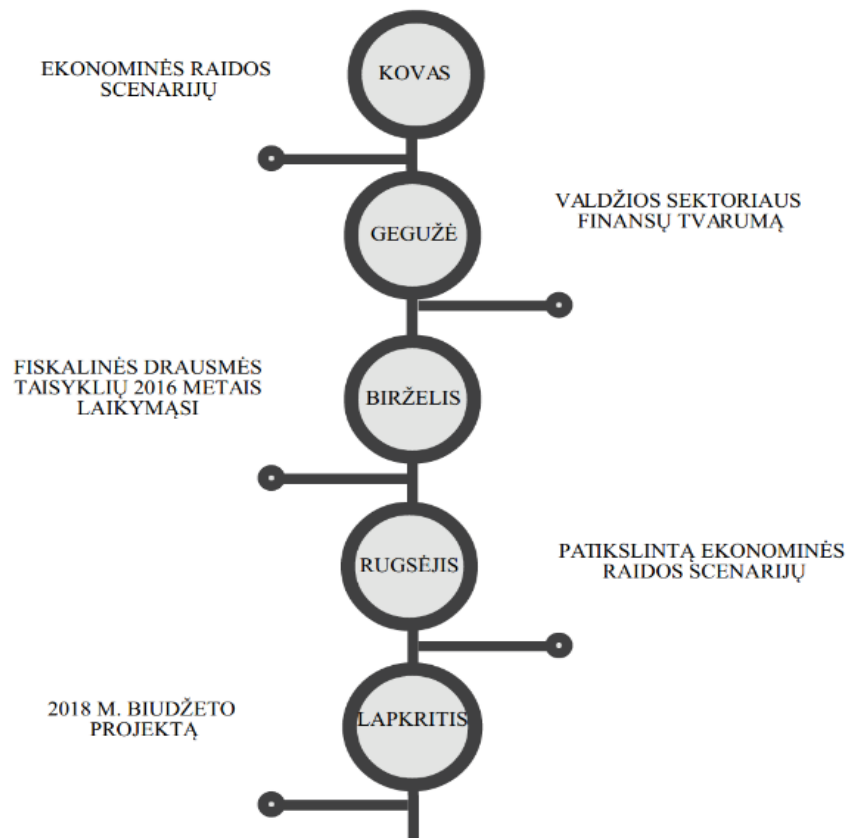 EKONOMINĖS RAIDOS
SCENARIJŲ
KOVAS
GEGUŽĖ
VALDŽIOS SEKTORIAUS
FINANSŲ TVARUMĄ
FISKALINĖS DRAUSMĖS
TAISYKLIŲ 2016 METAIS
LAIKYMĄSI
BIRŽELIS
RUGSĖJIS
PATIKSLINTĄ EKONOMINĖS
RAIDOS SCENARIJŲ
2018 M. BIUDŽETO
PROJEKTĄ
LAPKRITIS